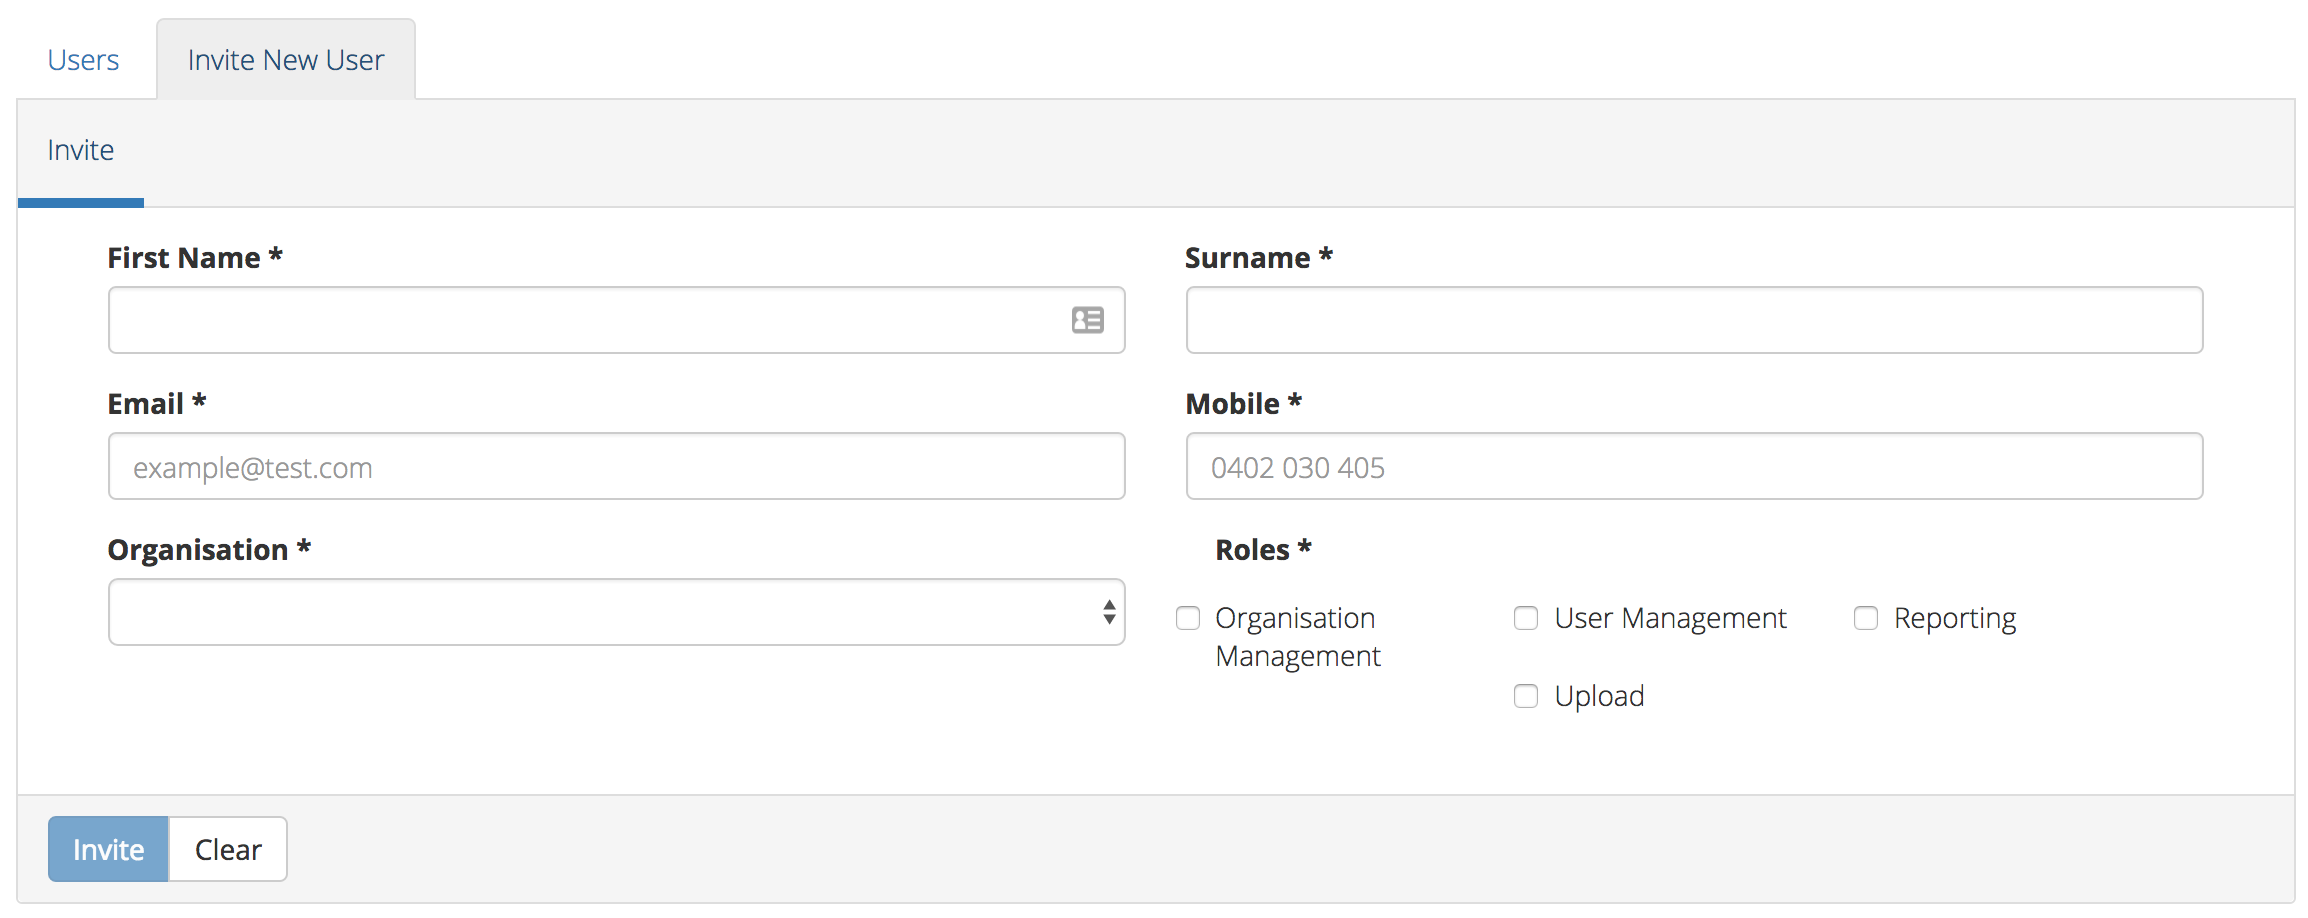 Users
Invite New User
Invite
First Name *
Surname *
Email *
Mobile *
example@test.com
0402 030 405
Organisation *
Roles *
Organisation
Management
User Management
Reporting
Upload
Invite
Clear